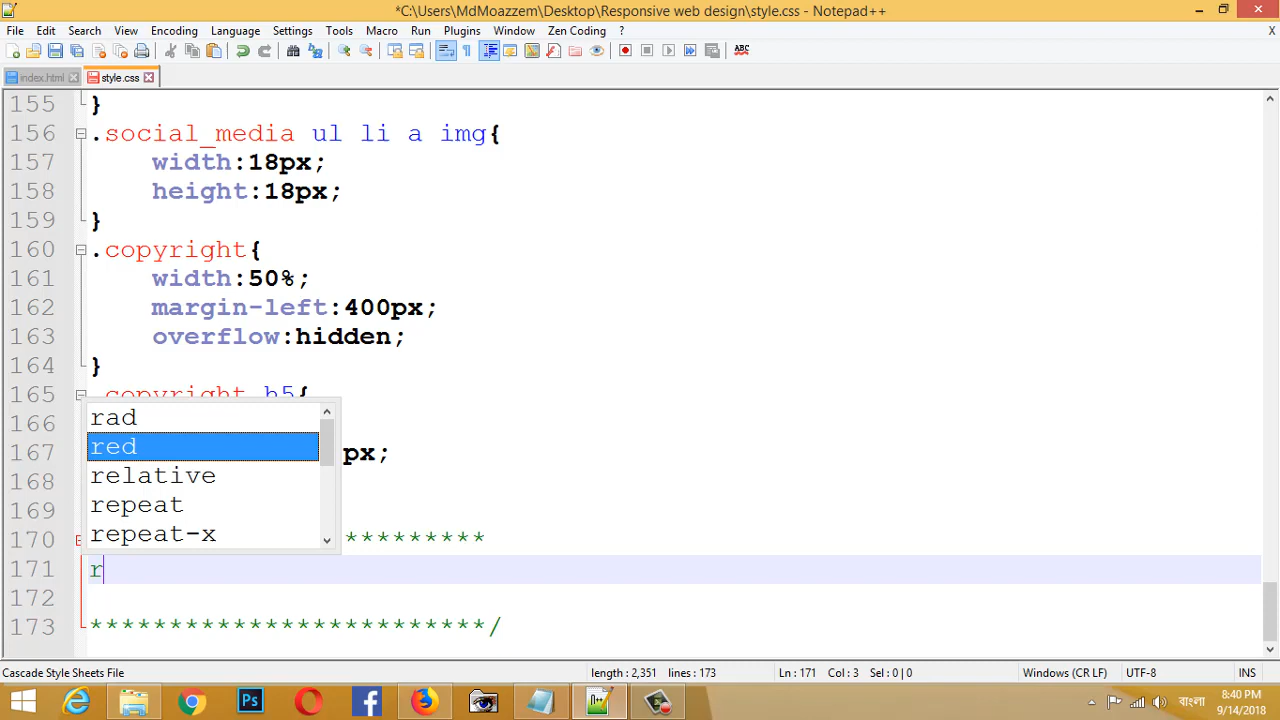 *C:\Users\MdMoazzem\Desktop\Responsive web design\style.css - Notepad++
File Edit Search View Encoding Language Settings Tools Macro Run Plugins Window Zen Coding ? X
ABC
index.html style.css
155 }
156 .social_media ul li a img{
157 width:18px;
158 height:18px;
159 }
160 .copyright{
161 width:50%;
162 margin-left:400px;
163 overflow:hidden;
164 }
165 .copyright h5{
rad
166
red
167 px;
relative
168
repeat
169
repeat-x
170 *********
171 r
172
173 *************************/
Cascade Style Sheets File length : 2,351 lines : 173 Ln : 171 Col : 3 Sel : 0 | 0 Windows (CR LF) UTF-8 INS
Ps n++ বাংলা 8:40 PM
9/14/2018